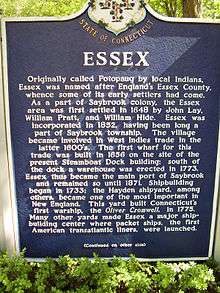 STATE OF CONNECTICUT
ESSEX
Originally called Potopaug by local Indians,
Essex was named after England's Essex County,
whence some of its early settlers had come.
As a part of Saybrook colony, the Essex
area was first settled in 1648 by John Lay,
William Pratt, and William Hide. Essex was
incorporated in 1852, having been long a
part of Saybrook township. The village
became involved in West Indies trade in the
latter 1600's. The first wharf for this
trade was built in 1656 on the site of the
present Steamboat Dock building; south of
the dock a warehouse was erected in 1753.
Essex thus became the main port of Saybrook
and remained so until 1871. Shipbuilding
began in 1733; the Hayden shipyard, among
others, became one of the most important in
New England. This yard built Connecticut's
first warship, the Oliver Cromwell, in 1775.
Many other yards made Essex a major ship-
building center where packet ships, the first
American transatlantic liners, were launched.
(Continued on other side)